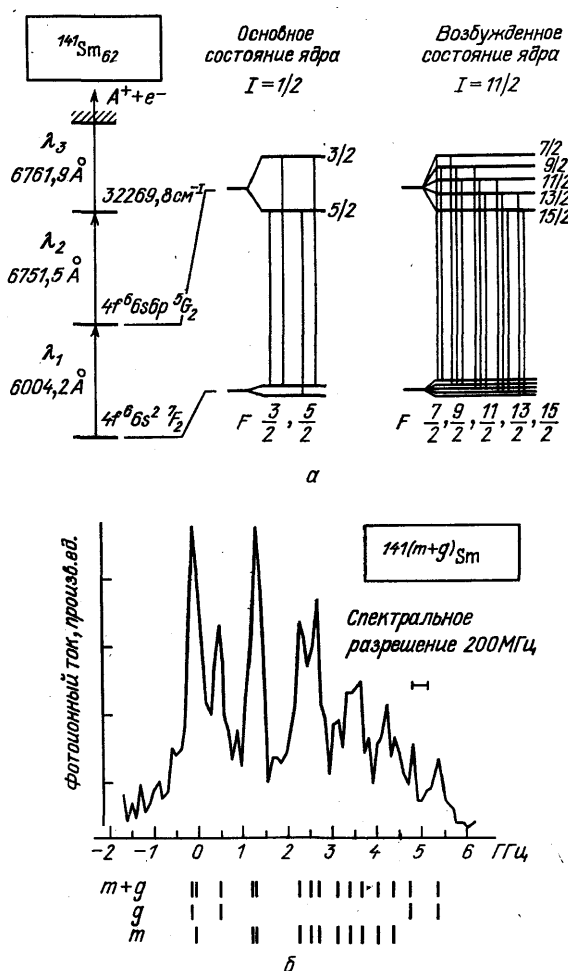 ¹⁴¹Sm₆₂
Основное
состояние ядра
I = 1/2
Возбужденное
состояние ядра
I = 11/2
A⁺ + e⁻
λ₃
6761,9 Å
32269,8 см⁻¹
λ₂
6751,5 Å
4f⁶6s6p ⁵G₂
λ₁
6004,2 Å
4f⁶6s² ⁷F₂
3/2
5/2
7/2
9/2
11/2
13/2
15/2
F 3/2, 5/2
F 7/2, 9/2, 11/2, 13/2, 15/2
а
Фотоионный ток, произв. ед.
¹⁴¹⁽ᵐ⁺ᵍ⁾Sm
Спектральное
разрешение 200 МГц
-2 -1 0 1 2 3 4 5 6 ГГц
m+g
g
m
б